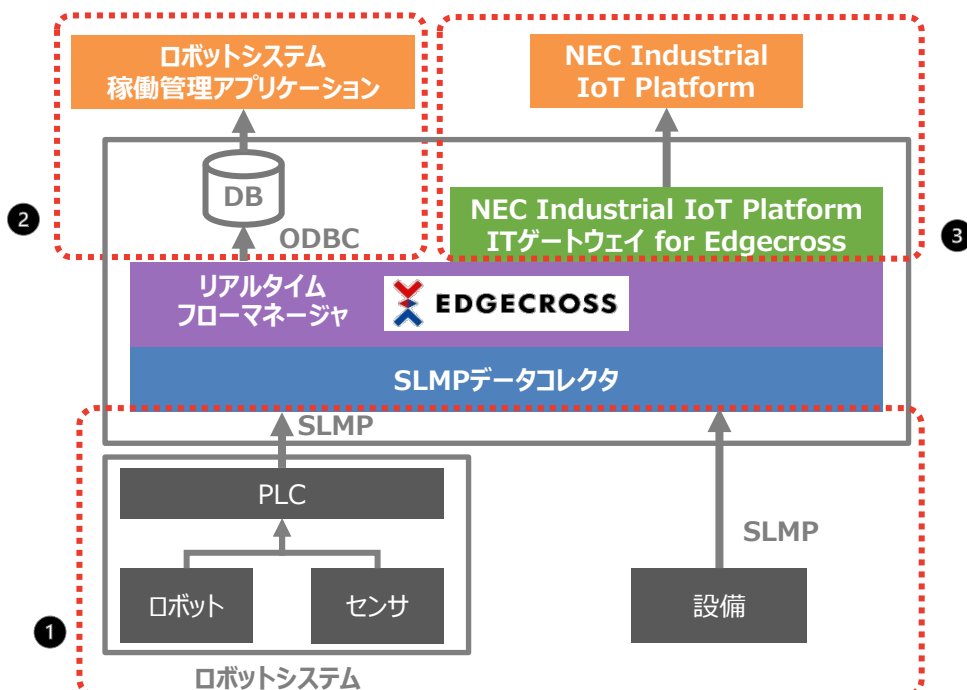 ロボットシステム
稼働管理アプリケーション
NEC Industrial
IoT Platform
DB
ODBC
2
NEC Industrial IoT Platform
ITゲートウェイ for Edgecross
3
リアルタイム
フローマネージャ
EDGECROSS
SLMPデータコレクタ
SLMP
PLC
SLMP
ロボット
センサ
設備
1
ロボットシステム